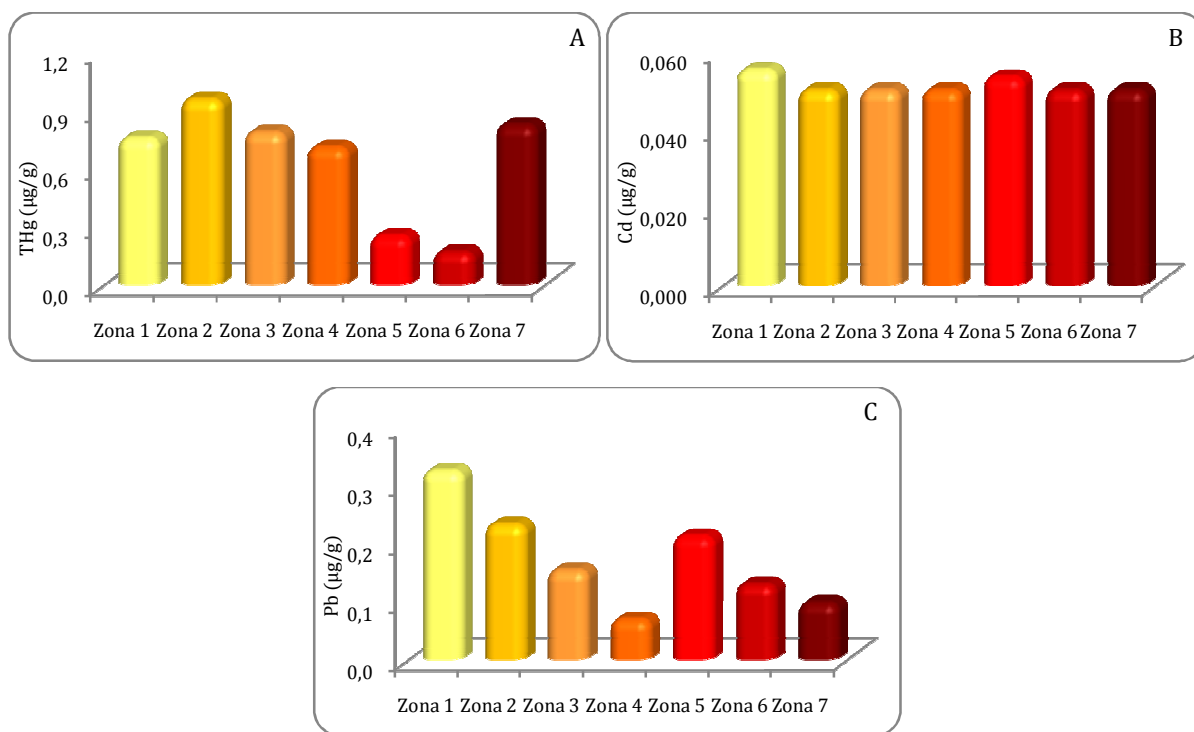 A
1,2
0,9
0,6
0,3
0,0
THg (µg/g)
Zona 1 Zona 2 Zona 3 Zona 4 Zona 5 Zona 6 Zona 7
B
0,060
0,040
0,020
0,000
Cd (µg/g)
Zona 1 Zona 2 Zona 3 Zona 4 Zona 5 Zona 6 Zona 7
C
0,4
0,3
0,2
0,1
0,0
Pb (µg/g)
Zona 1 Zona 2 Zona 3 Zona 4 Zona 5 Zona 6 Zona 7